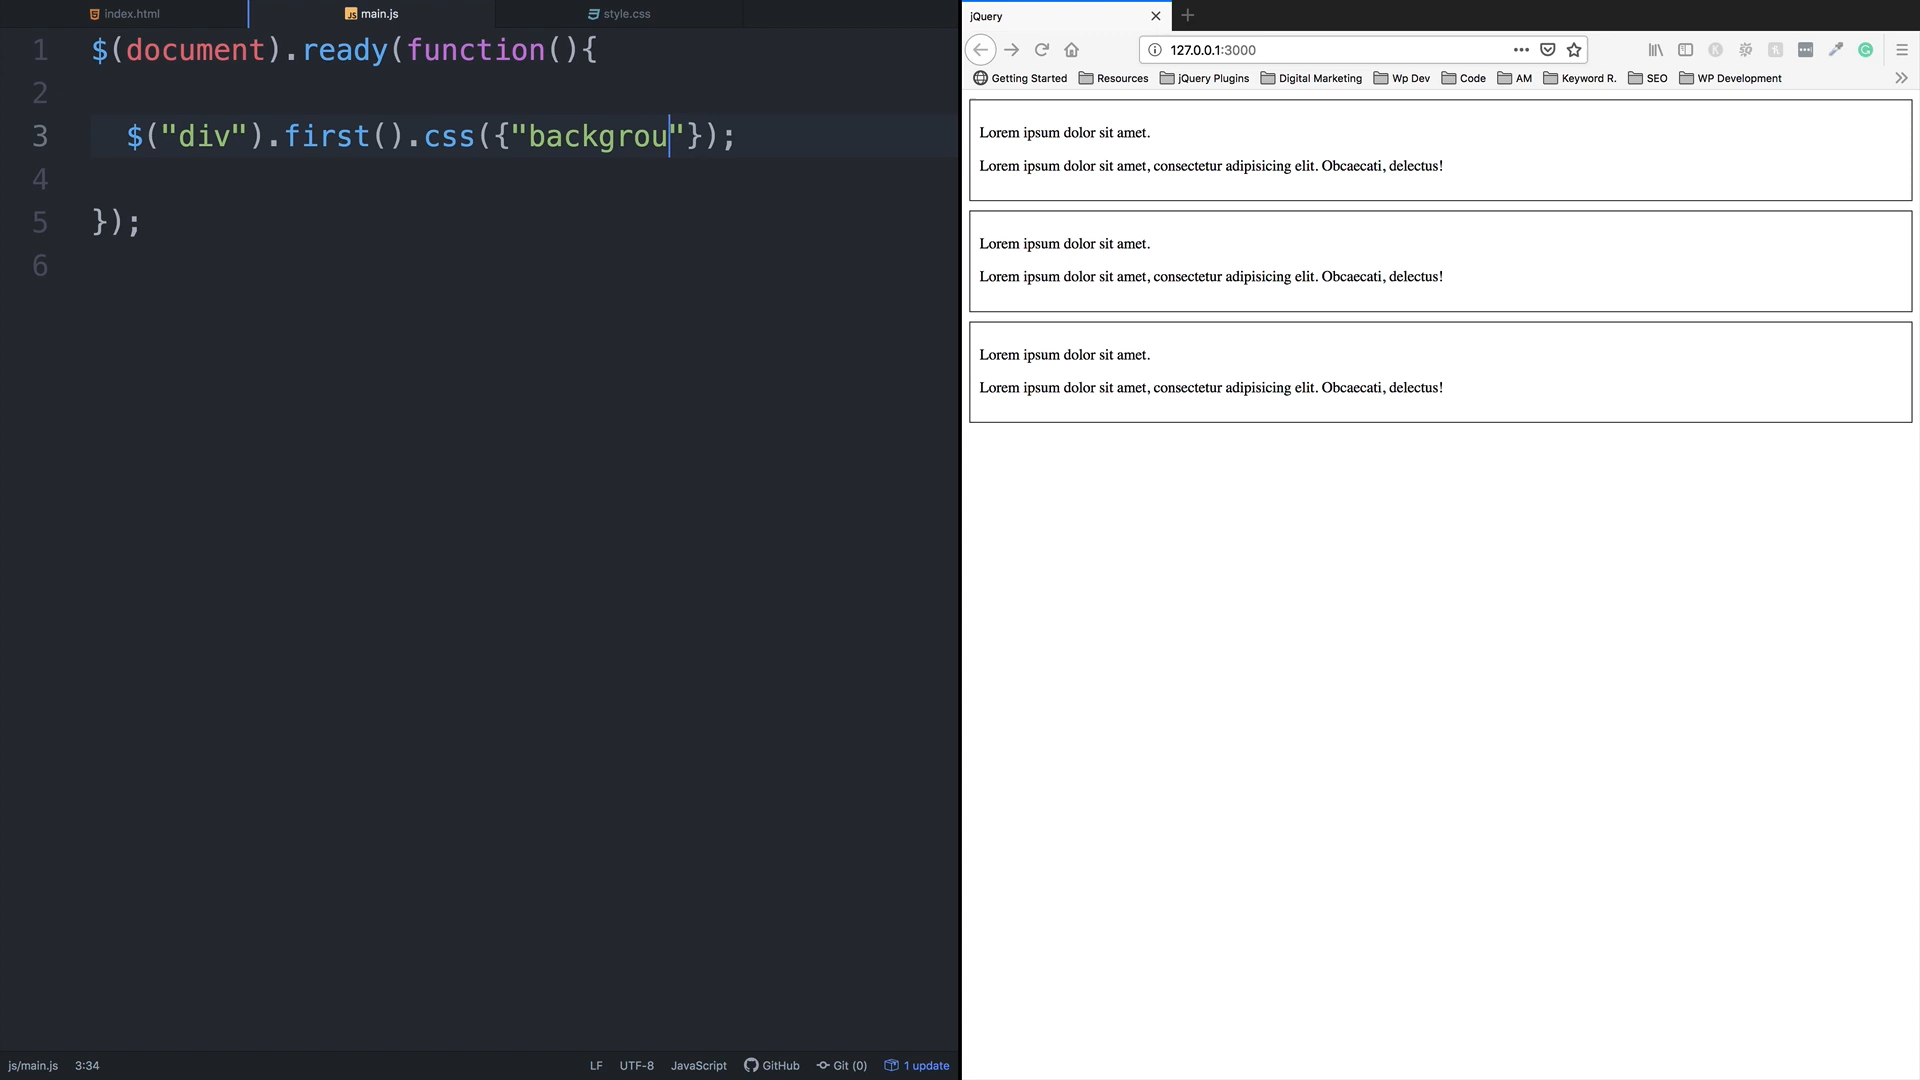 index.html
main.js
style.css
1 $(document).ready(function(){
2
3 $("div").first().css({"backgrou"});
4
5 });
6
js/main.js 3:34 LF UTF-8 JavaScript GitHub Git (0) 1 update
jQuery
127.0.0.1:3000
Getting Started Resources jQuery Plugins Digital Marketing Wp Dev Code AM Keyword R. SEO WP Development
Lorem ipsum dolor sit amet.
Lorem ipsum dolor sit amet, consectetur adipisicing elit. Obcaecati, delectus!
Lorem ipsum dolor sit amet.
Lorem ipsum dolor sit amet, consectetur adipisicing elit. Obcaecati, delectus!
Lorem ipsum dolor sit amet.
Lorem ipsum dolor sit amet, consectetur adipisicing elit. Obcaecati, delectus!